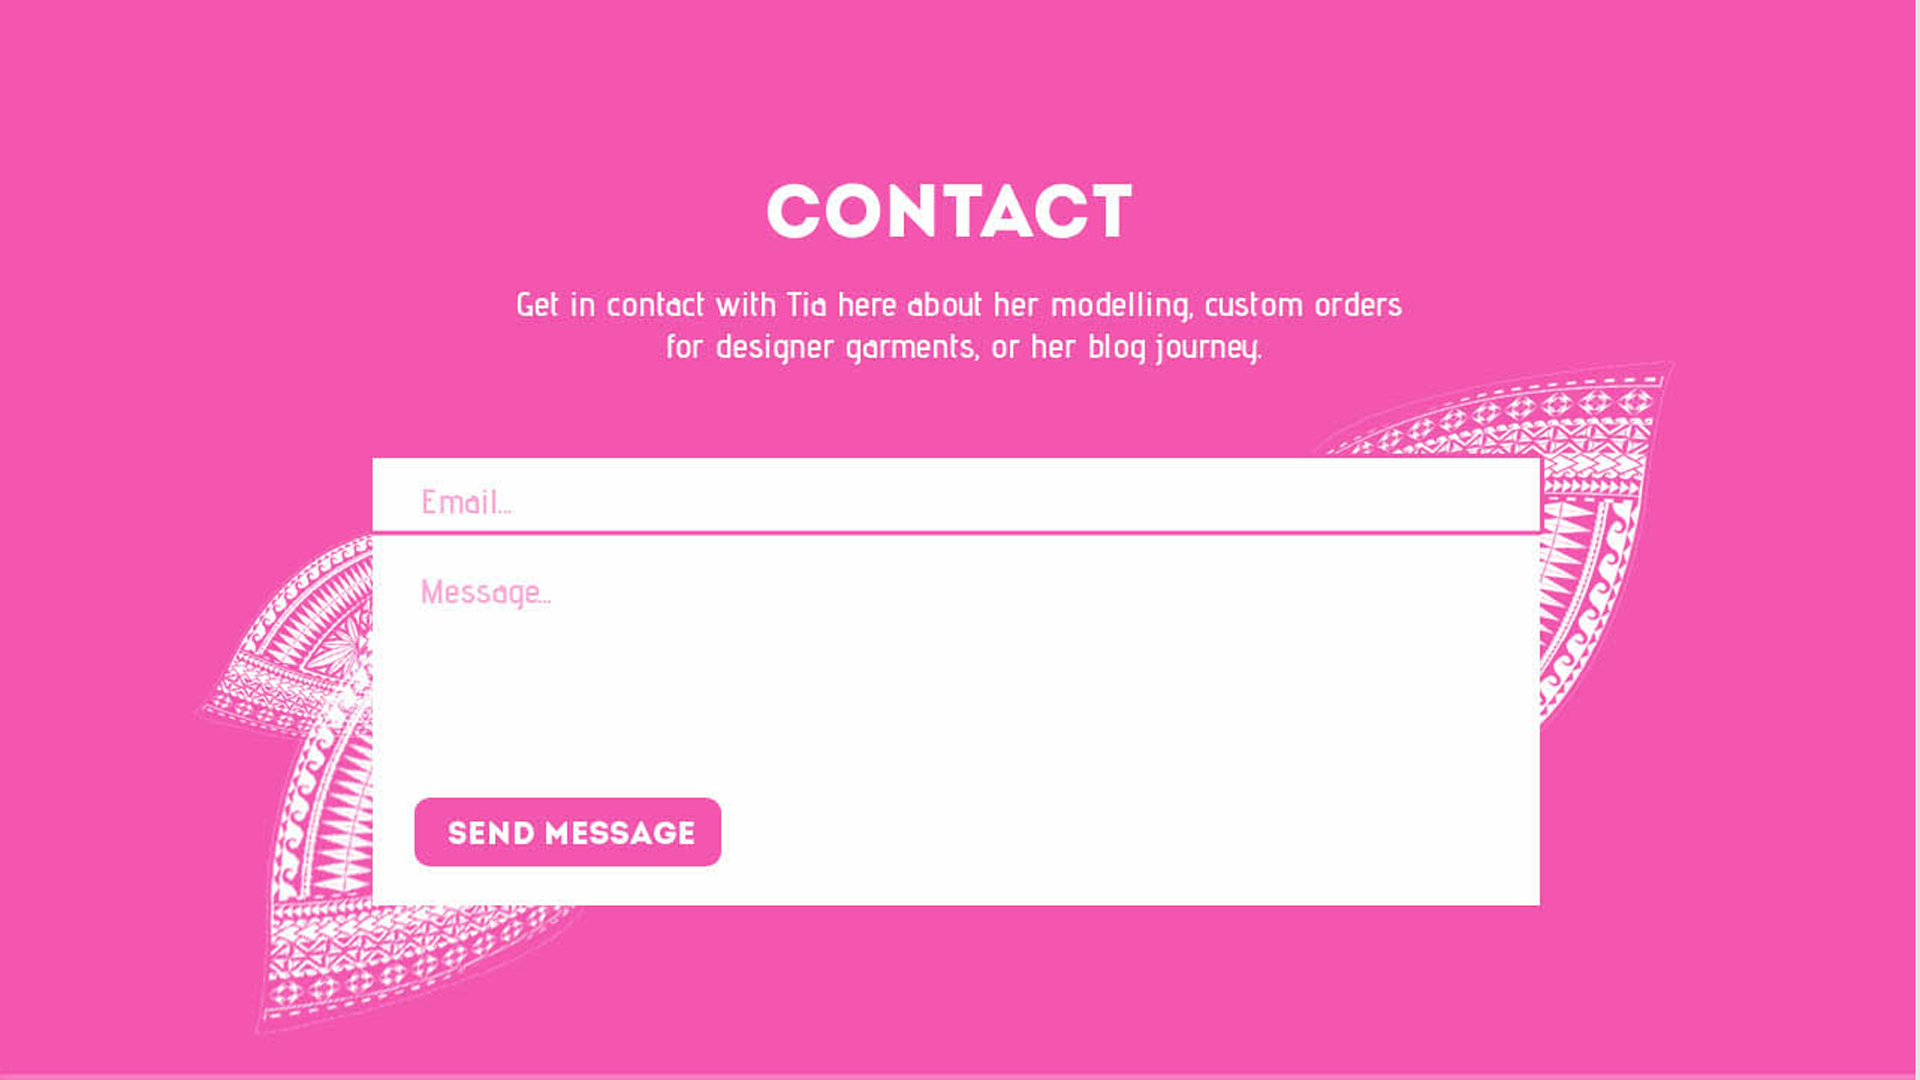 CONTACT
Get in contact with Tia here about her modelling, custom orders
for designer garments, or her blog journey.
Email...
Message...
SEND MESSAGE